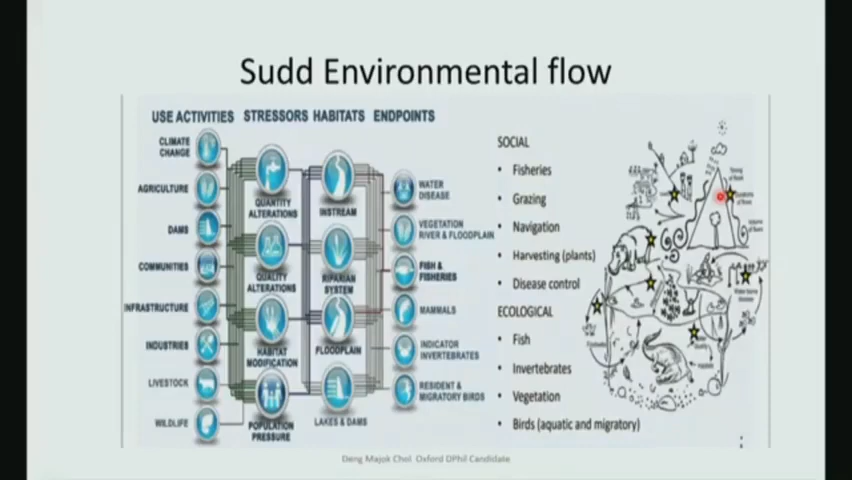 Sudd Environmental flow
USE ACTIVITIES STRESSORS HABITATS ENDPOINTS
CLIMATE
CHANGE
AGRICULTURE
DAMS
COMMUNITIES
INFRASTRUCTURE
INDUSTRIES
LIVESTOCK
WILDLIFE
QUANTITY
ALTERATIONS
QUALITY
ALTERATIONS
HABITAT
MODIFICATION
POPULATION
PRESSURE
INSTREAM
RIPARIAN
SYSTEM
FLOODPLAIN
LAKES & DAMS
WATER
DISEASE
VEGETATION
RIVER & FLOODPLAIN
FISH &
FISHERIES
MAMMALS
INDICATOR
INVERTEBRATES
RESIDENT &
MIGRATORY BIRDS
SOCIAL
• Fisheries
• Grazing
• Navigation
• Harvesting (plants)
• Disease control
ECOLOGICAL
• Fish
• Invertebrates
• Vegetation
• Birds (aquatic and migratory)
Deng Majok Chol Oxford DPhil Candidate